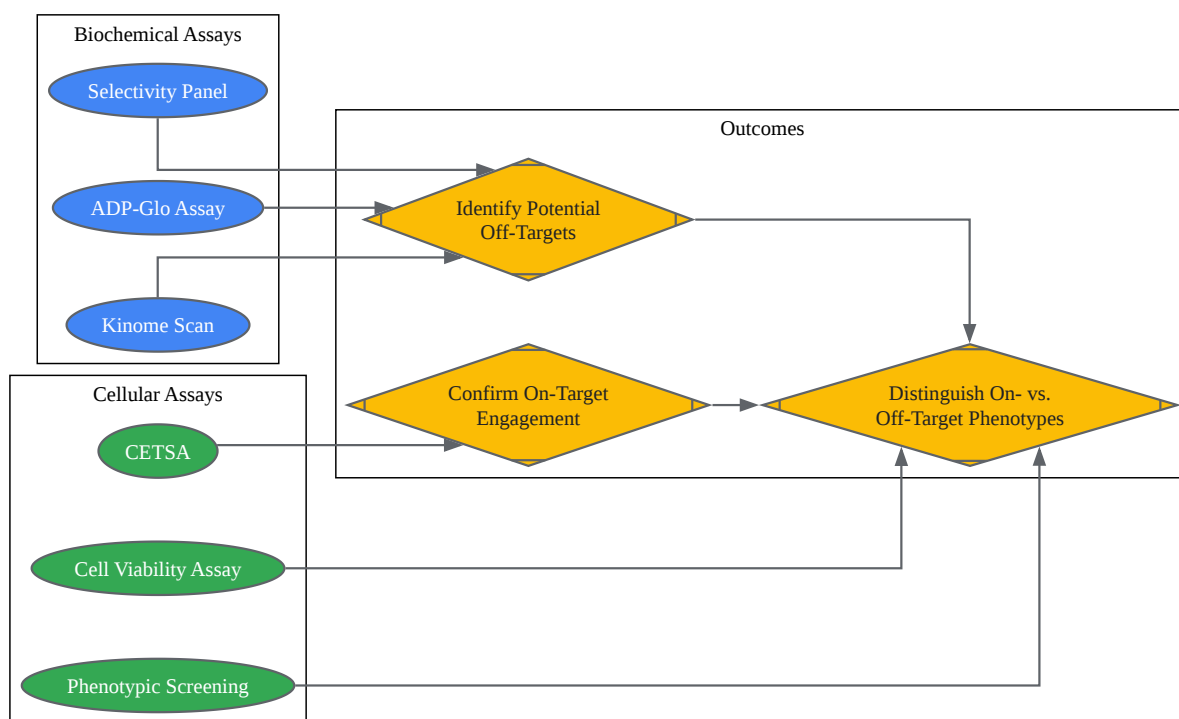 Biochemical Assays
Selectivity Panel
ADP-Glo Assay
Kinome Scan
Cellular Assays
CETSA
Cell Viability Assay
Phenotypic Screening
Outcomes
Identify Potential
Off-Targets
Confirm On-Target
Engagement
Distinguish On- vs.
Off-Target Phenotypes